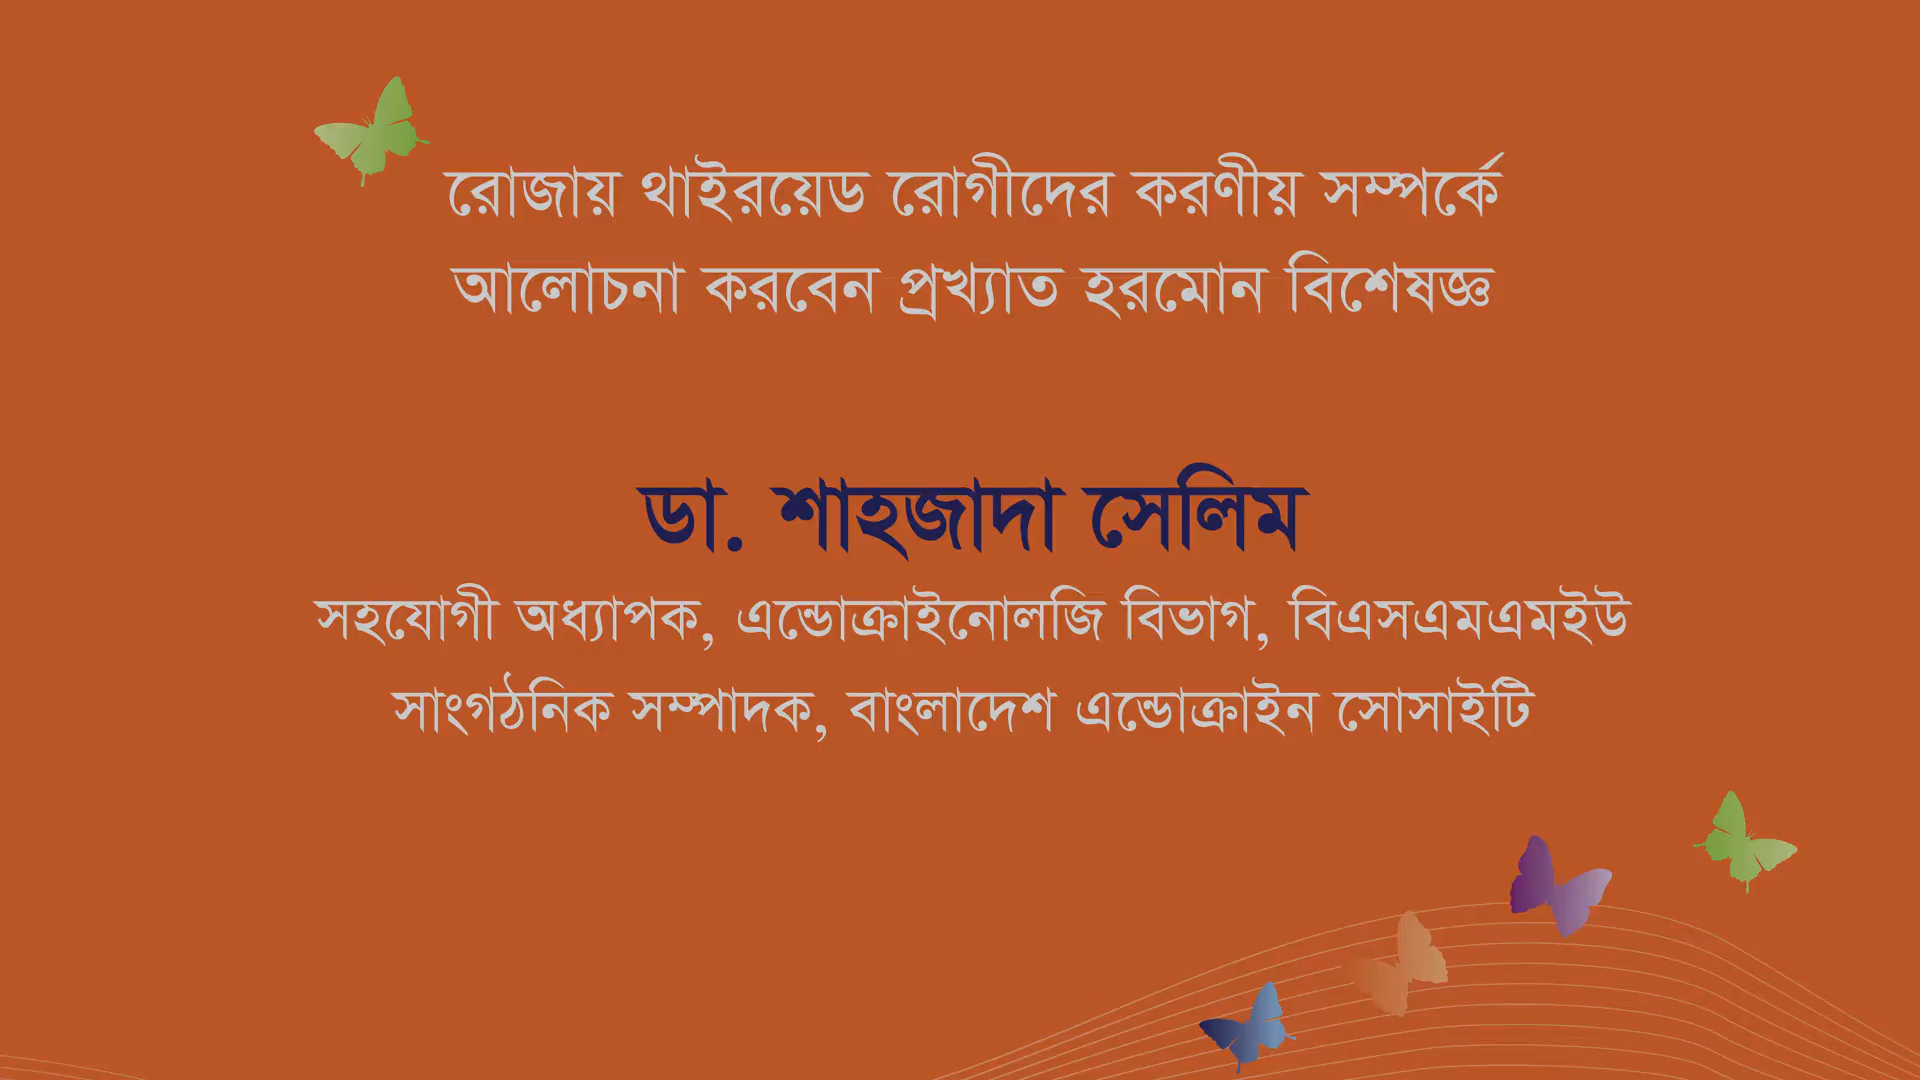 রোজায় থাইরয়েড রোগীদের করণীয় সম্পর্কে
আলোচনা করবেন প্রখ্যাত হরমোন বিশেষজ্ঞ
ডা. শাহজাদা সেলিম
সহযোগী অধ্যাপক, এন্ডোক্রাইনোলজি বিভাগ, বিএসএমএমইউ
সাংগঠনিক সম্পাদক, বাংলাদেশ এন্ডোক্রাইন সোসাইটি